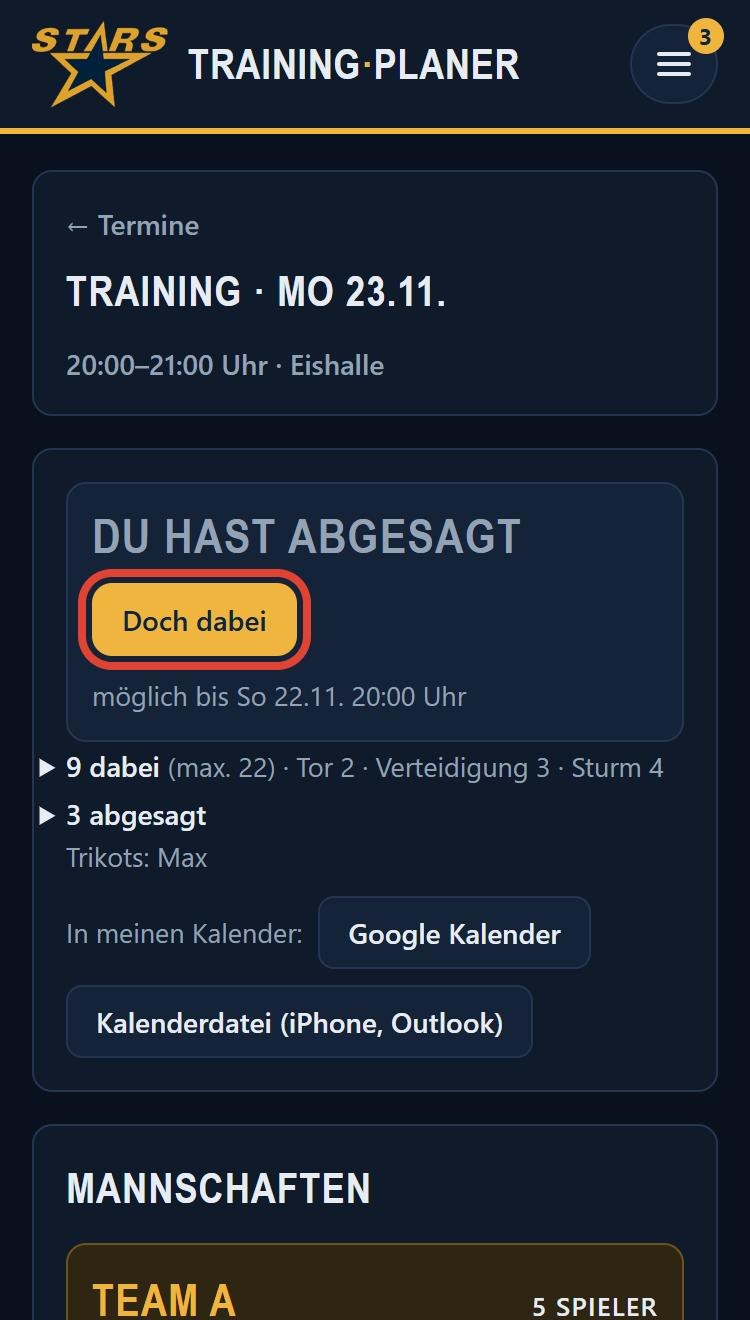 STARS
TRAINING·PLANER
3
← Termine
TRAINING · MO 23.11.
20:00–21:00 Uhr · Eishalle
DU HAST ABGESAGT
Doch dabei
möglich bis So 22.11. 20:00 Uhr
▶ 9 dabei (max. 22) · Tor 2 · Verteidigung 3 · Sturm 4
▶ 3 abgesagt
Trikots: Max
In meinen Kalender: Google Kalender
Kalenderdatei (iPhone, Outlook)
MANNSCHAFTEN
TEAM A 5 SPIELER